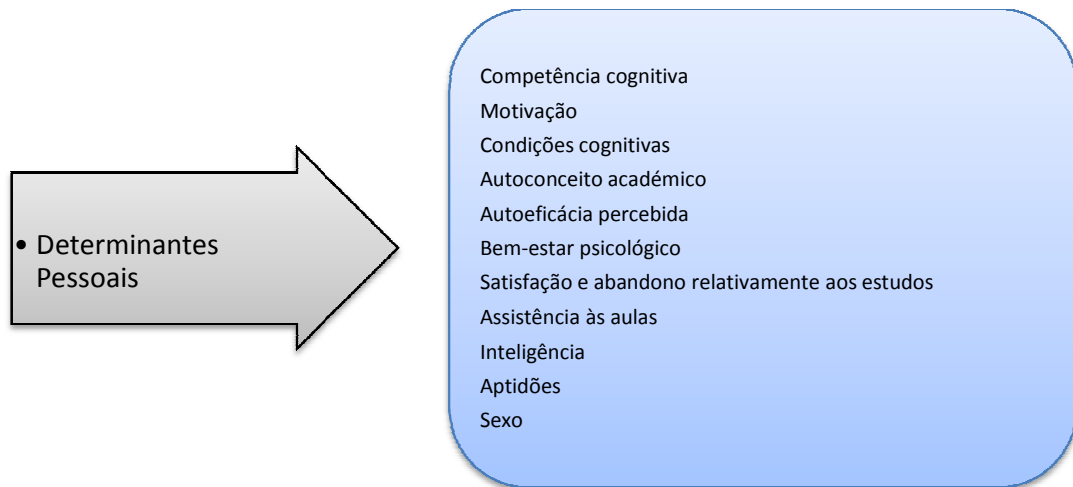 • Determinantes
Pessoais
Competência cognitiva
Motivação
Condições cognitivas
Autoconceito académico
Autoeficácia percebida
Bem-estar psicológico
Satisfação e abandono relativamente aos estudos
Assistência às aulas
Inteligência
Aptidões
Sexo